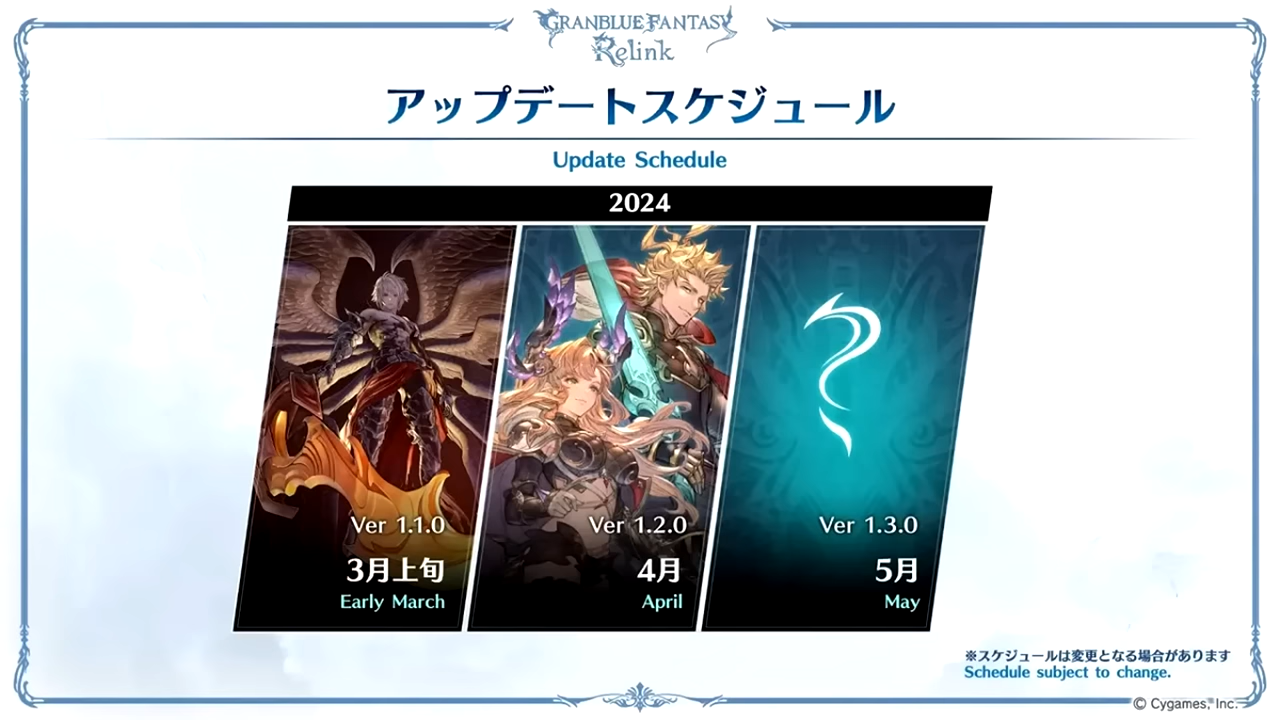 GRANBLUE FANTASY
Relink
アップデートスケジュール
Update Schedule
2024
Ver 1.1.0
3月上旬
Early March
Ver 1.2.0
4月
April
Ver 1.3.0
5月
May
※スケジュールは変更となる場合があります
Schedule subject to change.
© Cygames, Inc.